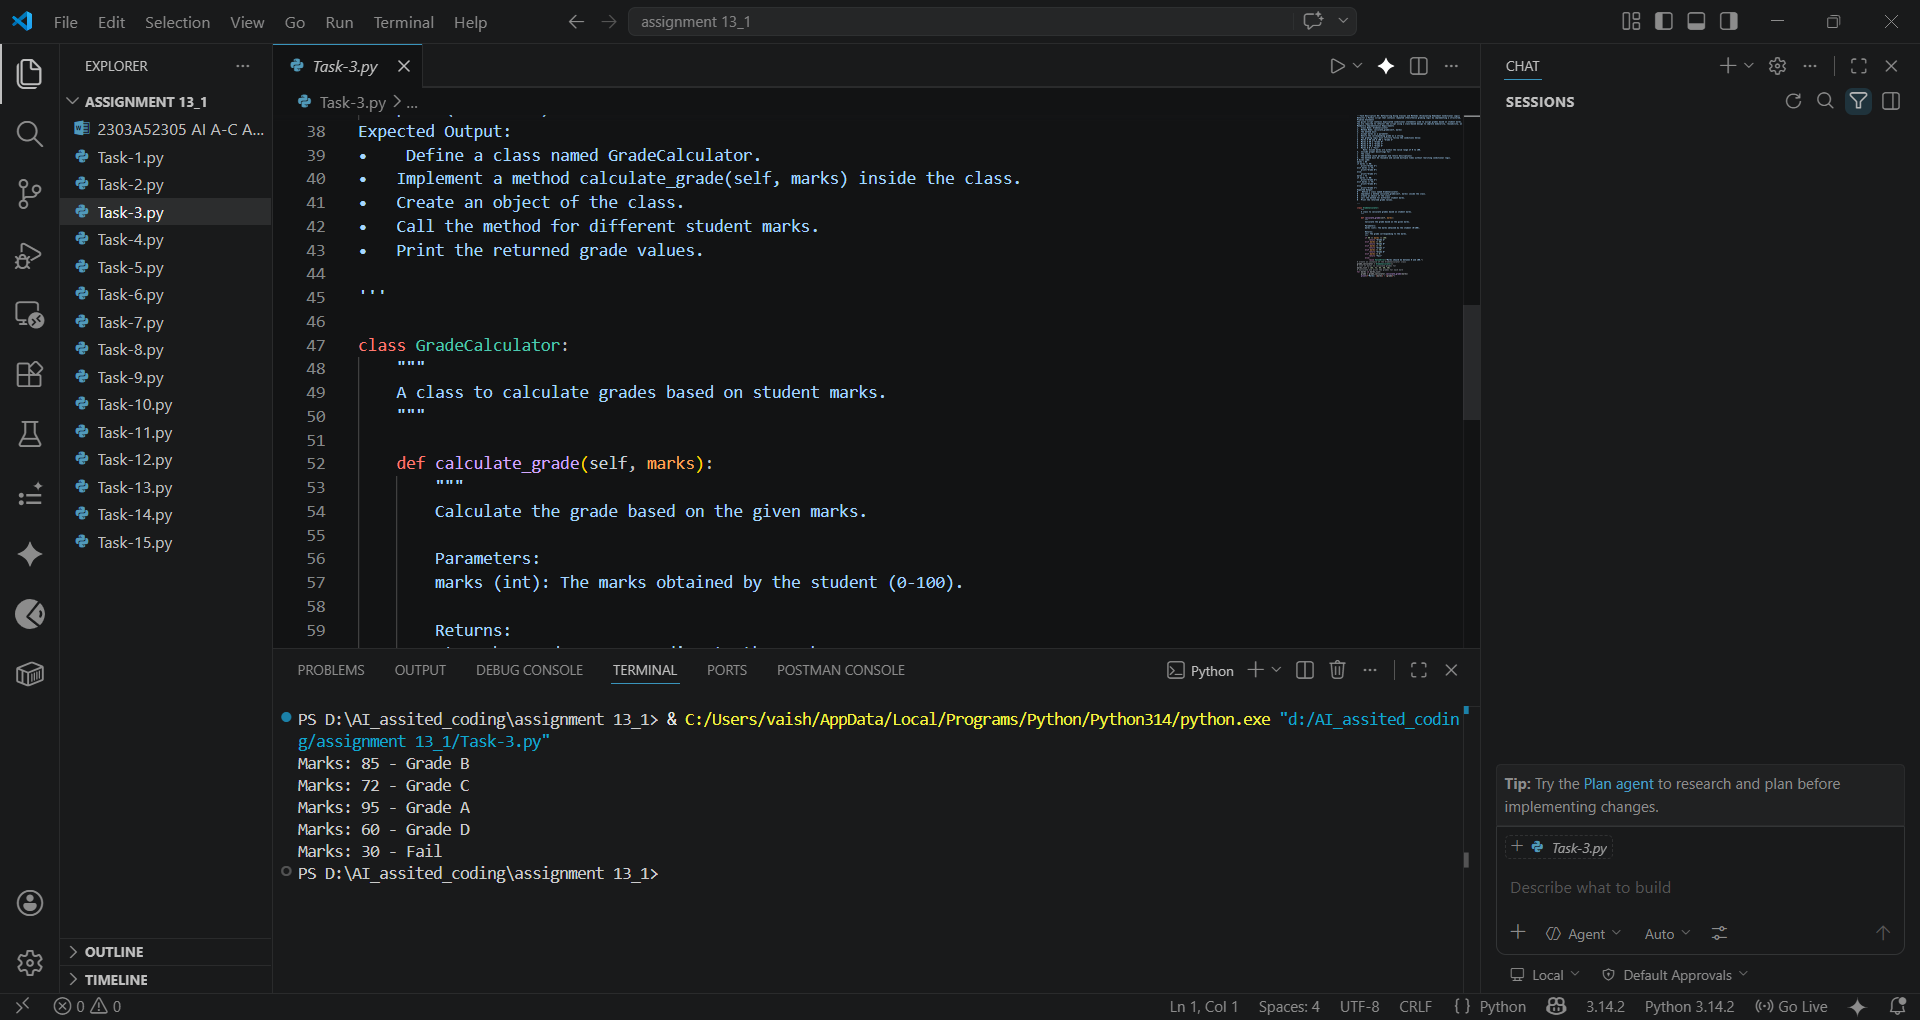 File Edit Selection View Go Run Terminal Help
assignment 13_1
EXPLORER
ASSIGNMENT 13_1
2303A52305 AI A-C A...
Task-1.py
Task-2.py
Task-3.py
Task-4.py
Task-5.py
Task-6.py
Task-7.py
Task-8.py
Task-9.py
Task-10.py
Task-11.py
Task-12.py
Task-13.py
Task-14.py
Task-15.py
OUTLINE
TIMELINE
Task-3.py
Task-3.py > ...
38 Expected Output:
39 • Define a class named GradeCalculator.
40 • Implement a method calculate_grade(self, marks) inside the class.
41 • Create an object of the class.
42 • Call the method for different student marks.
43 • Print the returned grade values.
44
45 '''
46
47 class GradeCalculator:
48 """
49 A class to calculate grades based on student marks.
50 """
51
52 def calculate_grade(self, marks):
53 """
54 Calculate the grade based on the given marks.
55
56 Parameters:
57 marks (int): The marks obtained by the student (0-100).
58
59 Returns:
PROBLEMS OUTPUT DEBUG CONSOLE TERMINAL PORTS POSTMAN CONSOLE
Python
PS D:\AI_assited_coding\assignment 13_1> & C:/Users/vaish/AppData/Local/Programs/Python/Python314/python.exe "d:/AI_assited_codin
g/assignment 13_1/Task-3.py"
Marks: 85 - Grade B
Marks: 72 - Grade C
Marks: 95 - Grade A
Marks: 60 - Grade D
Marks: 30 - Fail
PS D:\AI_assited_coding\assignment 13_1>
CHAT
SESSIONS
Tip: Try the Plan agent to research and plan before
implementing changes.
Task-3.py
Describe what to build
Agent Auto
Local Default Approvals
0 0
Ln 1, Col 1 Spaces: 4 UTF-8 CRLF { } Python 3.14.2 Python 3.14.2 Go Live